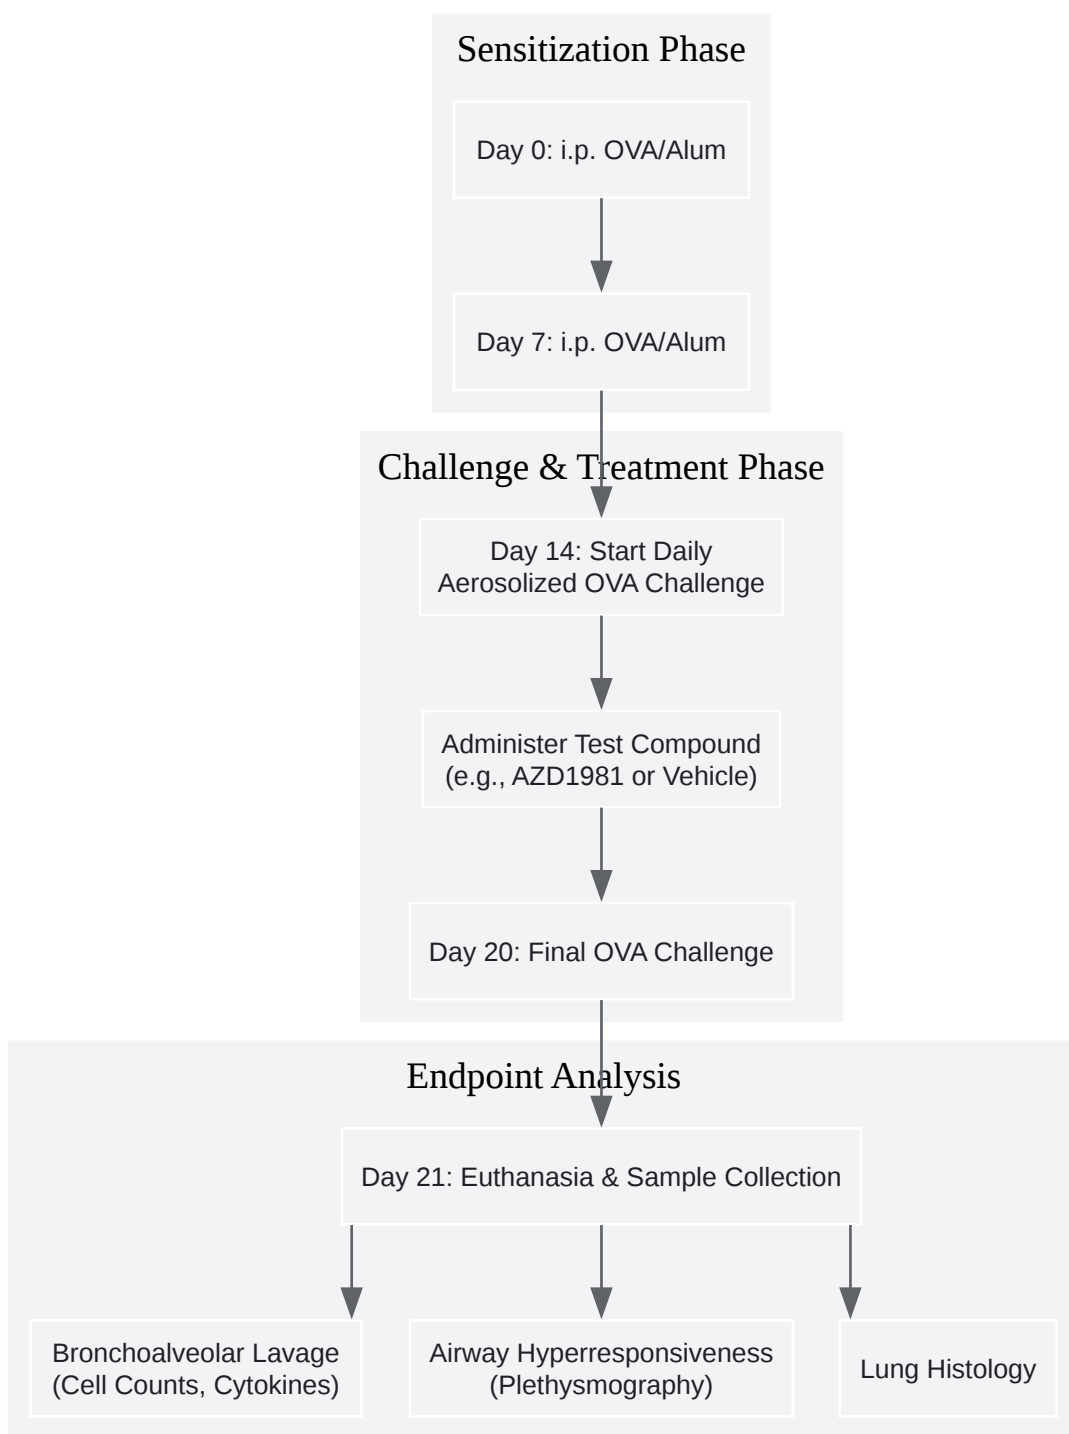 Sensitization Phase
Day 0: i.p. OVA/Alum
Day 7: i.p. OVA/Alum
Challenge & Treatment Phase
Day 14: Start Daily
Aerosolized OVA Challenge
Administer Test Compound
(e.g., AZD1981 or Vehicle)
Day 20: Final OVA Challenge
Endpoint Analysis
Day 21: Euthanasia & Sample Collection
Bronchoalveolar Lavage
(Cell Counts, Cytokines)
Airway Hyperresponsiveness
(Plethysmography)
Lung Histology